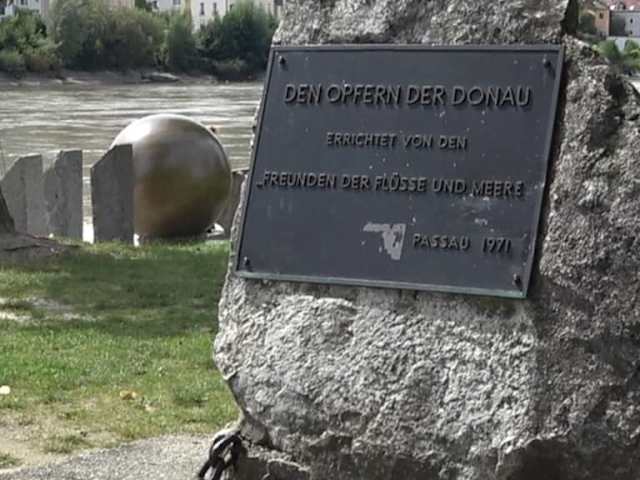 DEN OPFERN DER DONAU
ERRICHTET VON DEN
„FREUNDEN DER FLÜSSE UND MEERE"
PASSAU 1971